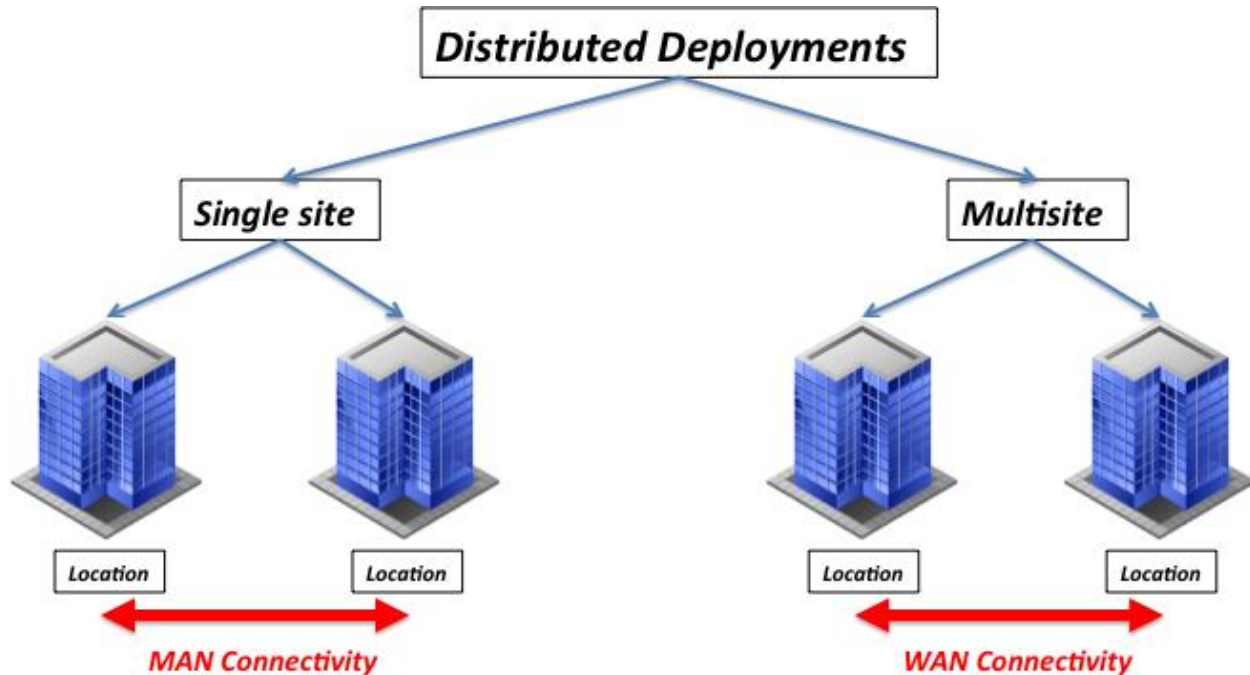 Distributed Deployments
Single site
Multisite
Location
Location
Location
Location
MAN Connectivity
WAN Connectivity